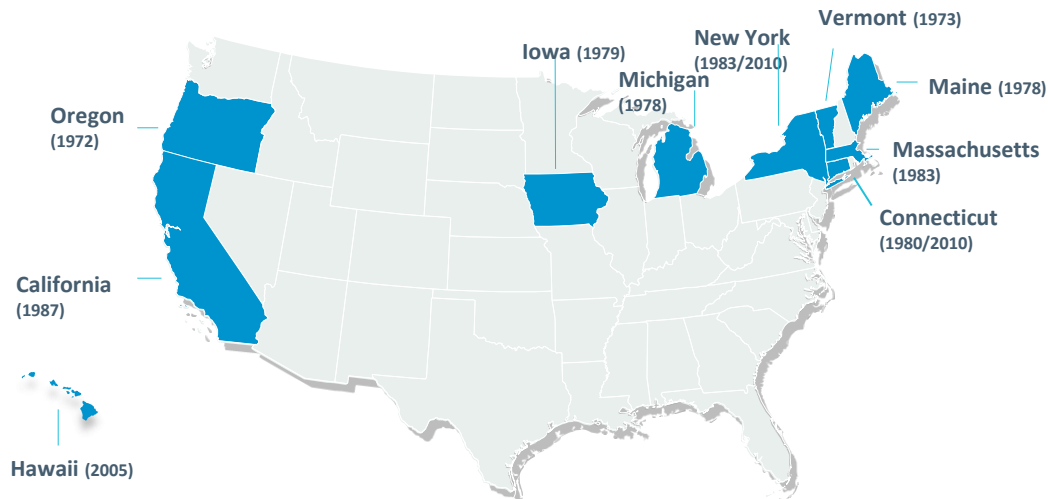 Vermont (1973)
Iowa (1979)
New York
(1983/2010)
Michigan
(1978)
Maine (1978)
Oregon
(1972)
Massachusetts
(1983)
Connecticut
(1980/2010)
California
(1987)
Hawaii (2005)